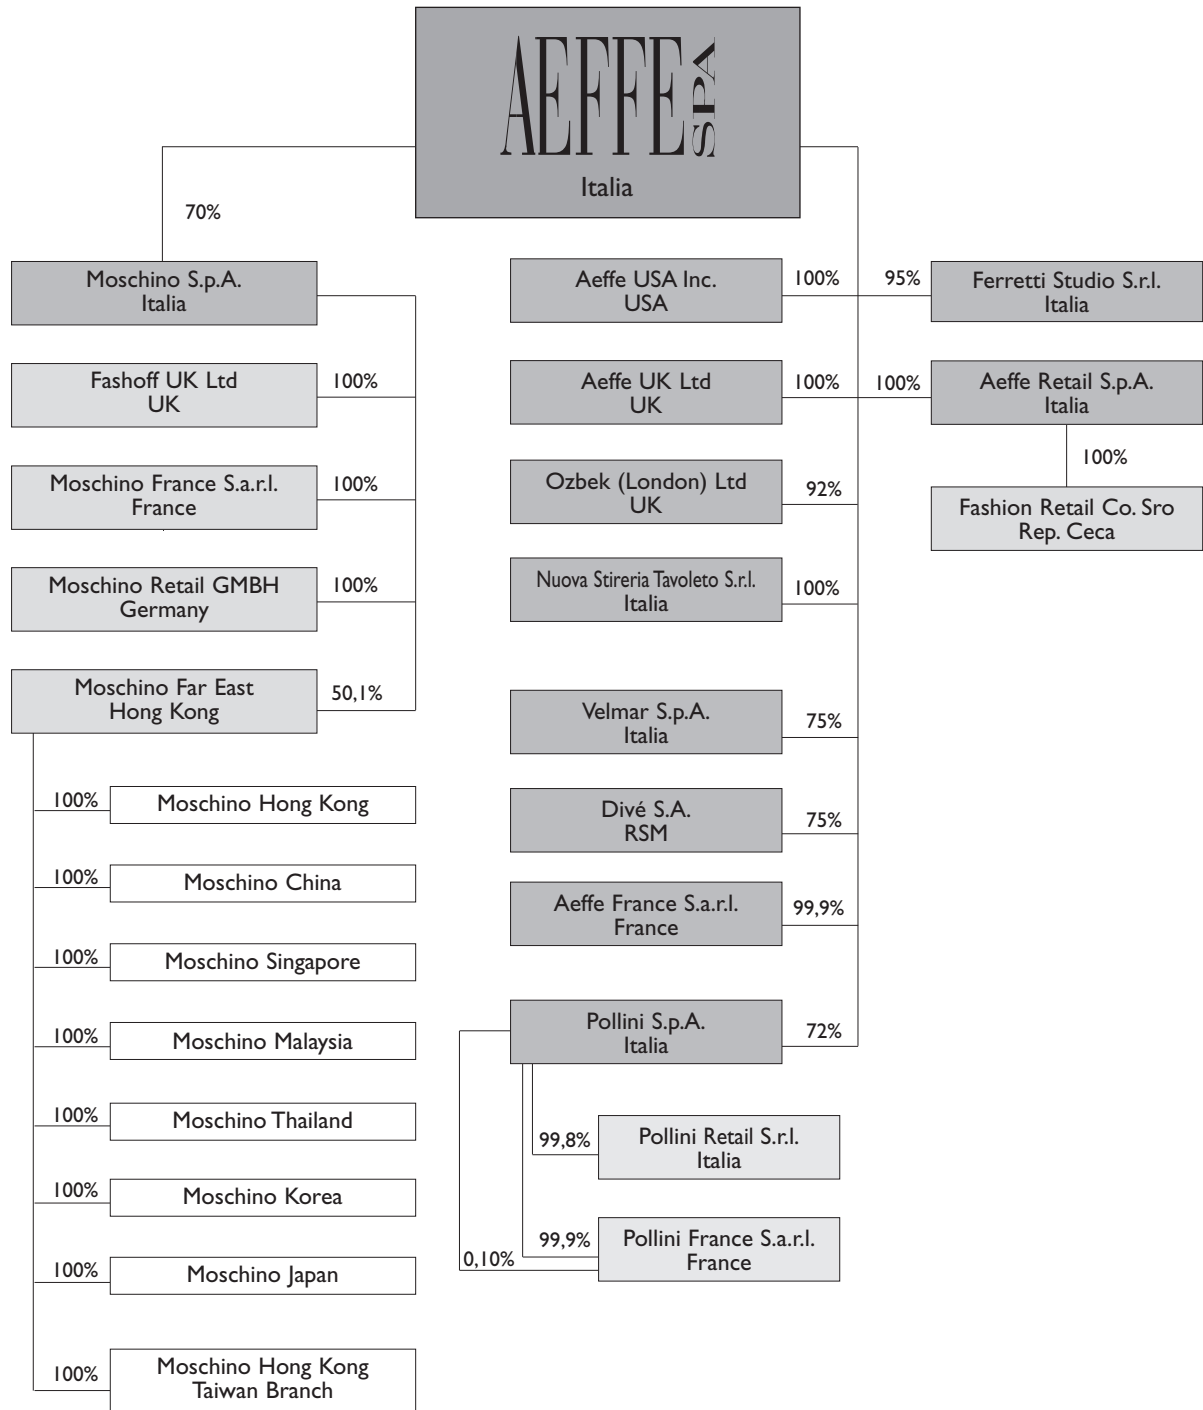 AEFFE SPA
Italia
70%
Moschino S.p.A.
Italia
Fashoff UK Ltd
UK
100%
Moschino France S.a.r.l.
France
100%
Moschino Retail GMBH
Germany
100%
Moschino Far East
Hong Kong
50,1%
100%
Moschino Hong Kong
100%
Moschino China
100%
Moschino Singapore
100%
Moschino Malaysia
100%
Moschino Thailand
100%
Moschino Korea
100%
Moschino Japan
100%
Moschino Hong Kong
Taiwan Branch
Aeffe USA Inc.
USA
100%
95%
Ferretti Studio S.r.l.
Italia
Aeffe UK Ltd
UK
100%
100%
Aeffe Retail S.p.A.
Italia
100%
Fashion Retail Co. Sro
Rep. Ceca
Ozbek (London) Ltd
UK
92%
Nuova Stireria Tavoleto S.r.l.
Italia
100%
Velmar S.p.A.
Italia
75%
Divé S.A.
RSM
75%
Aeffe France S.a.r.l.
France
99,9%
Pollini S.p.A.
Italia
72%
99,8%
Pollini Retail S.r.l.
Italia
99,9%
0,10%
Pollini France S.a.r.l.
France